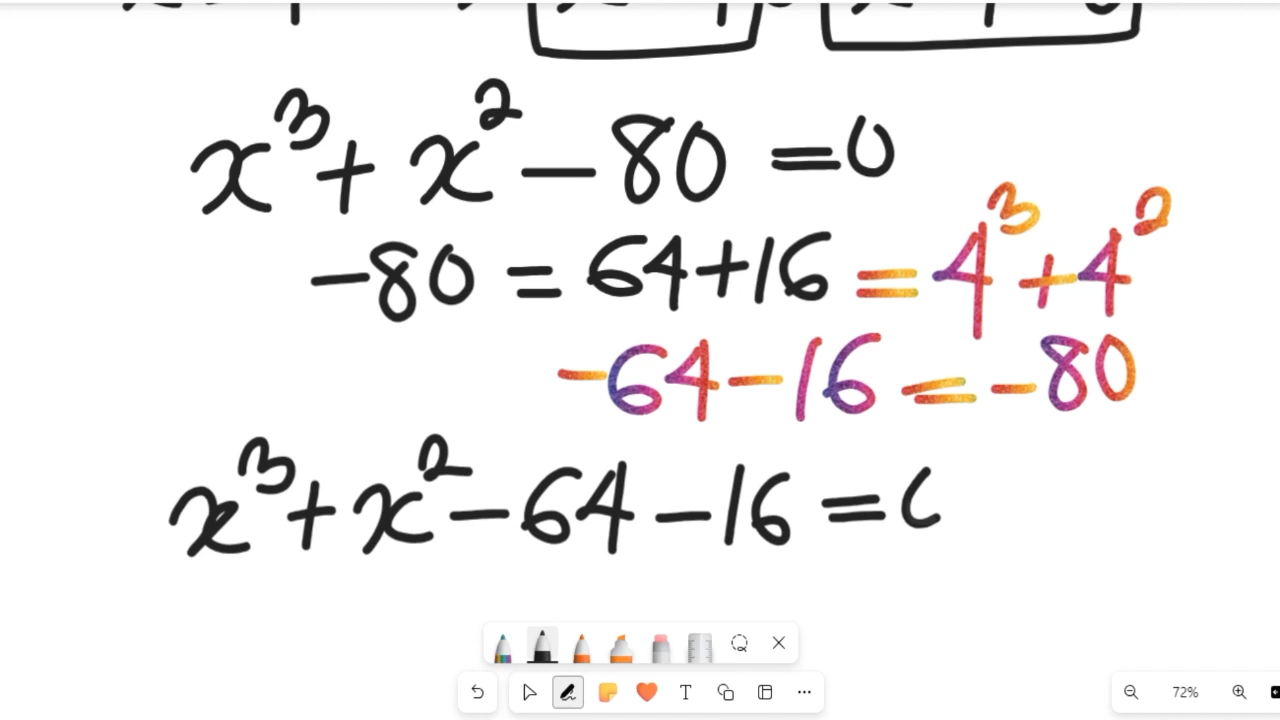 x³ + x² - 80 = 0
-80 = 64 + 16 = 4³ + 4²
-64 - 16 = -80
x³ + x² - 64 - 16 = 0
72%